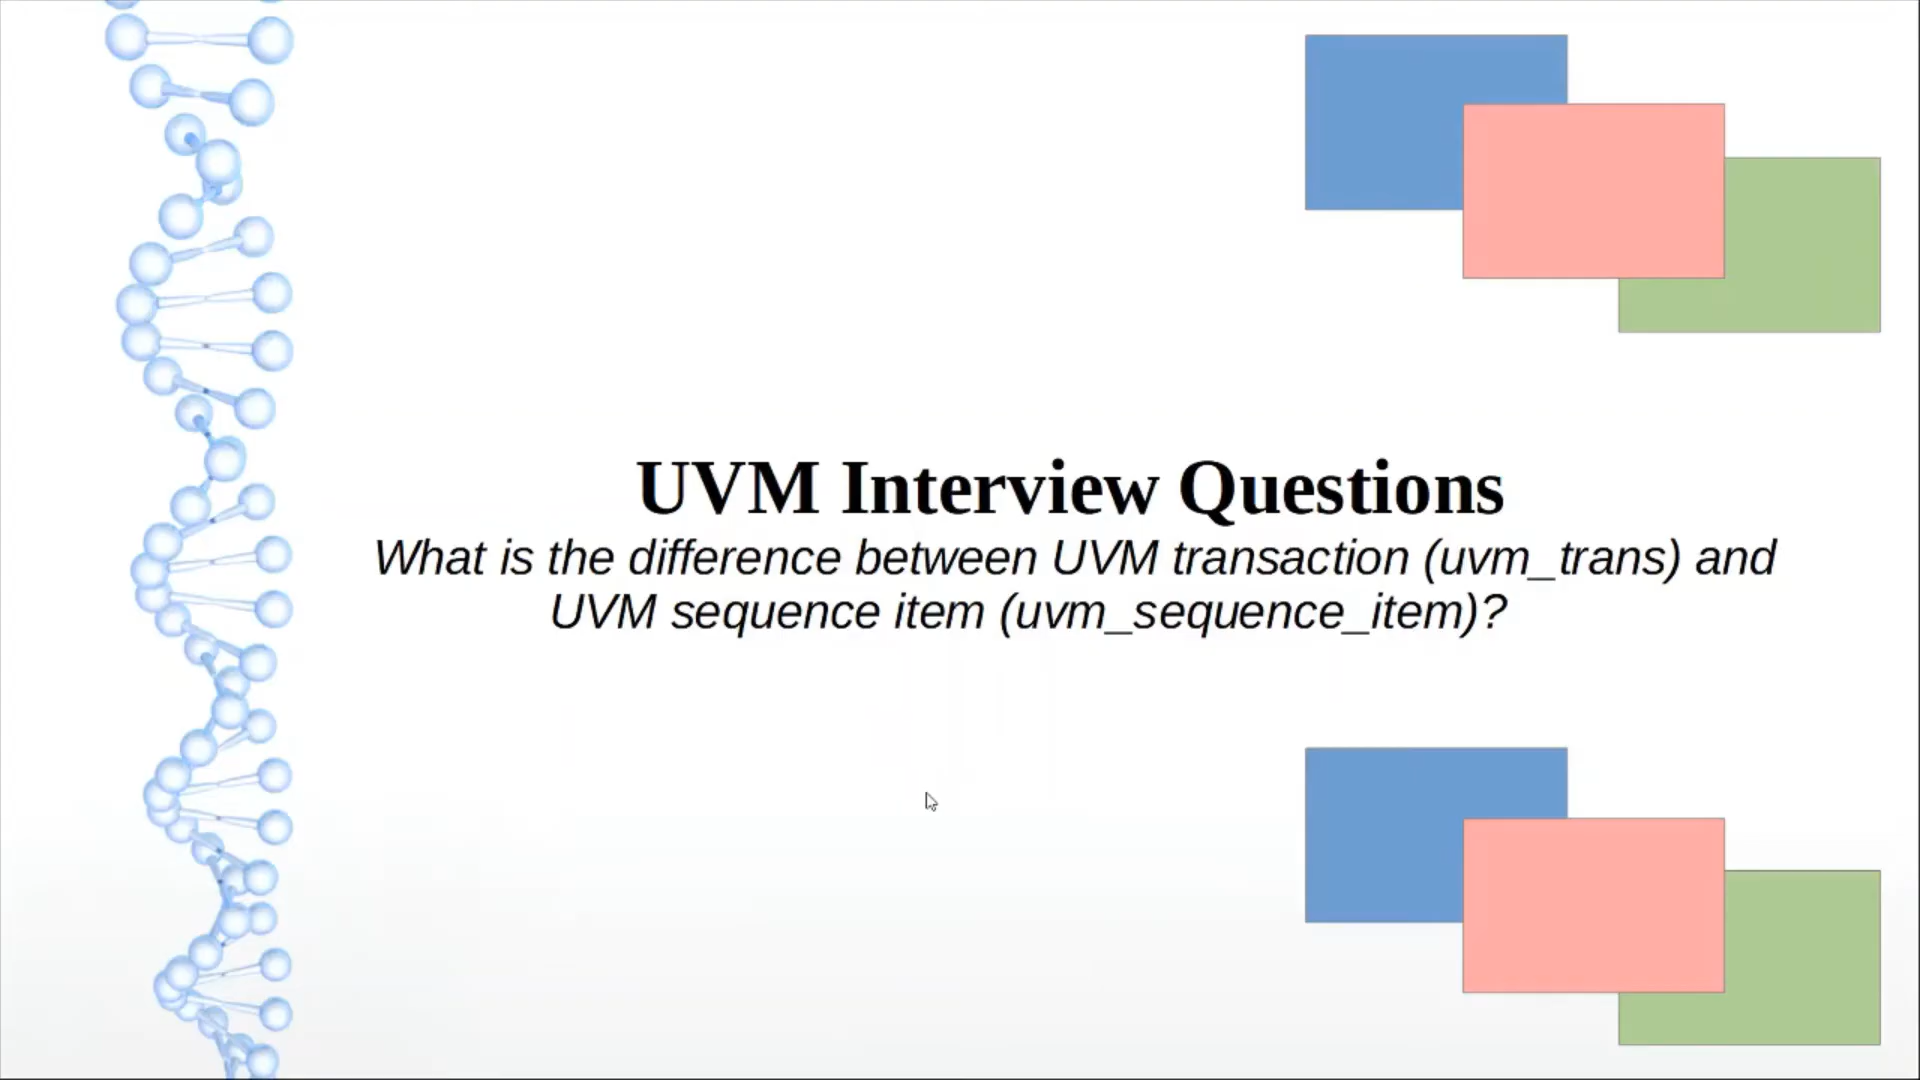 UVM Interview Questions
What is the difference between UVM transaction (uvm_trans) and
UVM sequence item (uvm_sequence_item)?